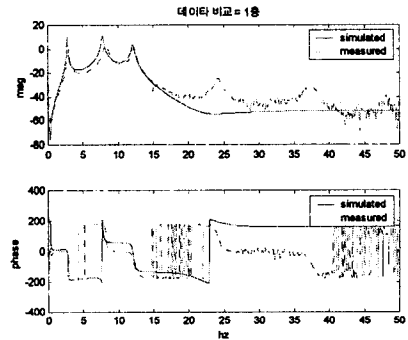 데이타 비교 = 1층
simulated
measured
20
0
-20
-40
-60
-80
mag
0 5 10 15 20 25 30 35 40 45 50
simulated
measured
400
200
0
-200
-400
phase
0 5 10 15 20 25 30 35 40 45 50
hz